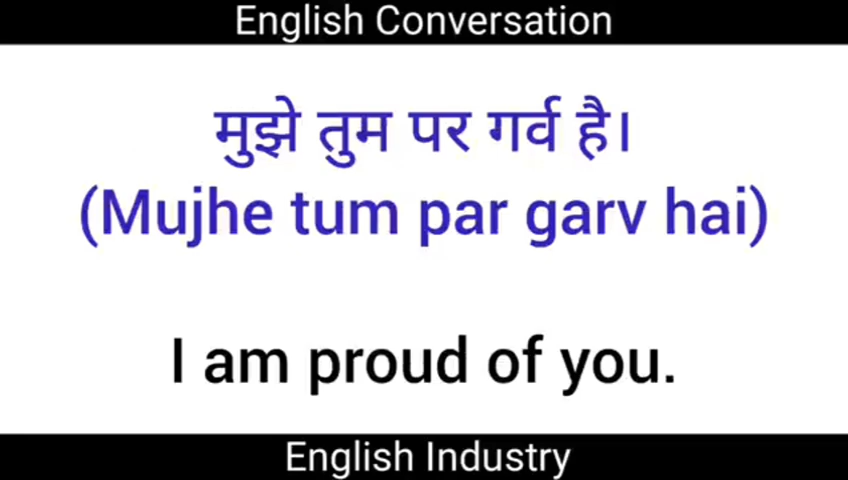 English Conversation
मुझे तुम पर गर्व है।
(Mujhe tum par garv hai)
I am proud of you.
English Industry